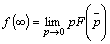 f(∞) = lim_{p→0} pF(p̄)